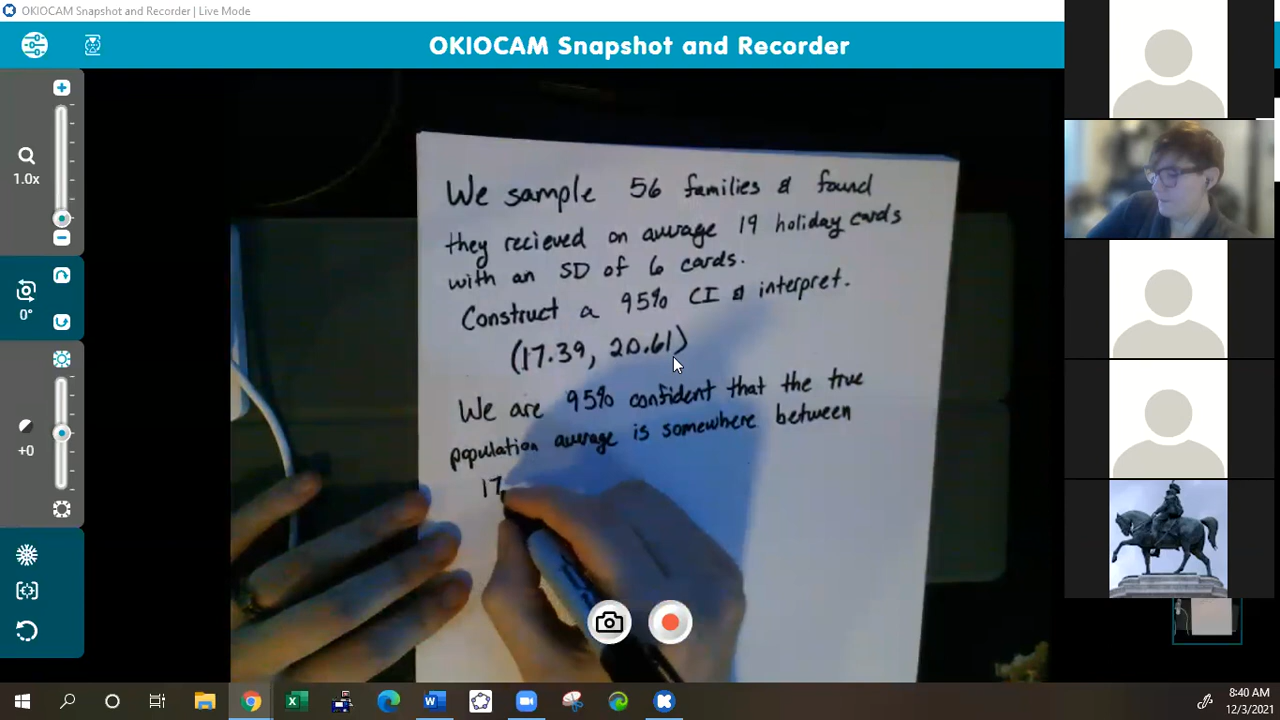 OKIOCAM Snapshot and Recorder | Live Mode
OKIOCAM Snapshot and Recorder
1.0x
0°
+0
We sample 56 families & found
they recieved on average 19 holiday cards
with an SD of 6 cards.
Construct a 95% CI & interpret.
(17.39, 20.61)
We are 95% confident that the true
population average is somewhere between
17.
8:40 AM
12/3/2021